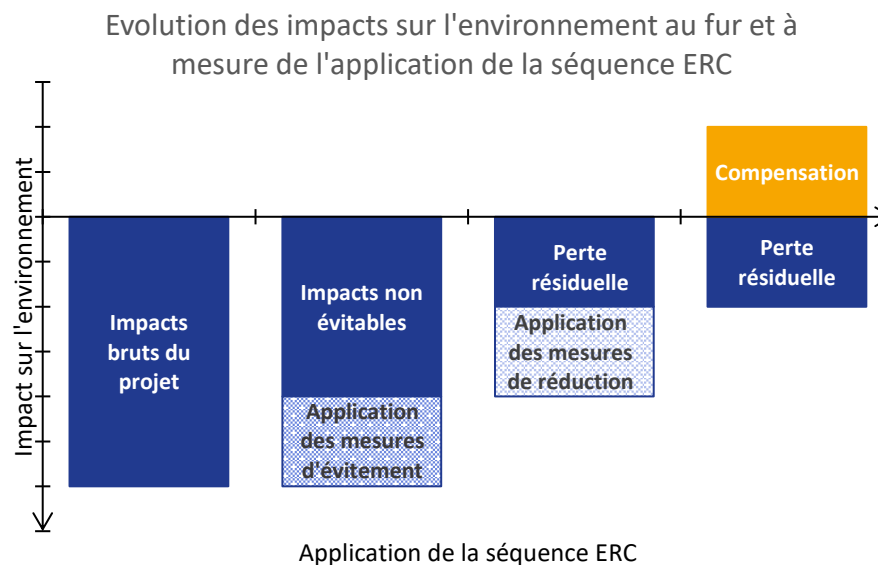 Evolution des impacts sur l'environnement au fur et à
mesure de l'application de la séquence ERC
Impact sur l'environnement
Impacts
bruts du
projet
Impacts non
évitables
Application
des mesures
d'évitement
Perte
résiduelle
Application
des mesures
de réduction
Compensation
Perte
résiduelle
Application de la séquence ERC